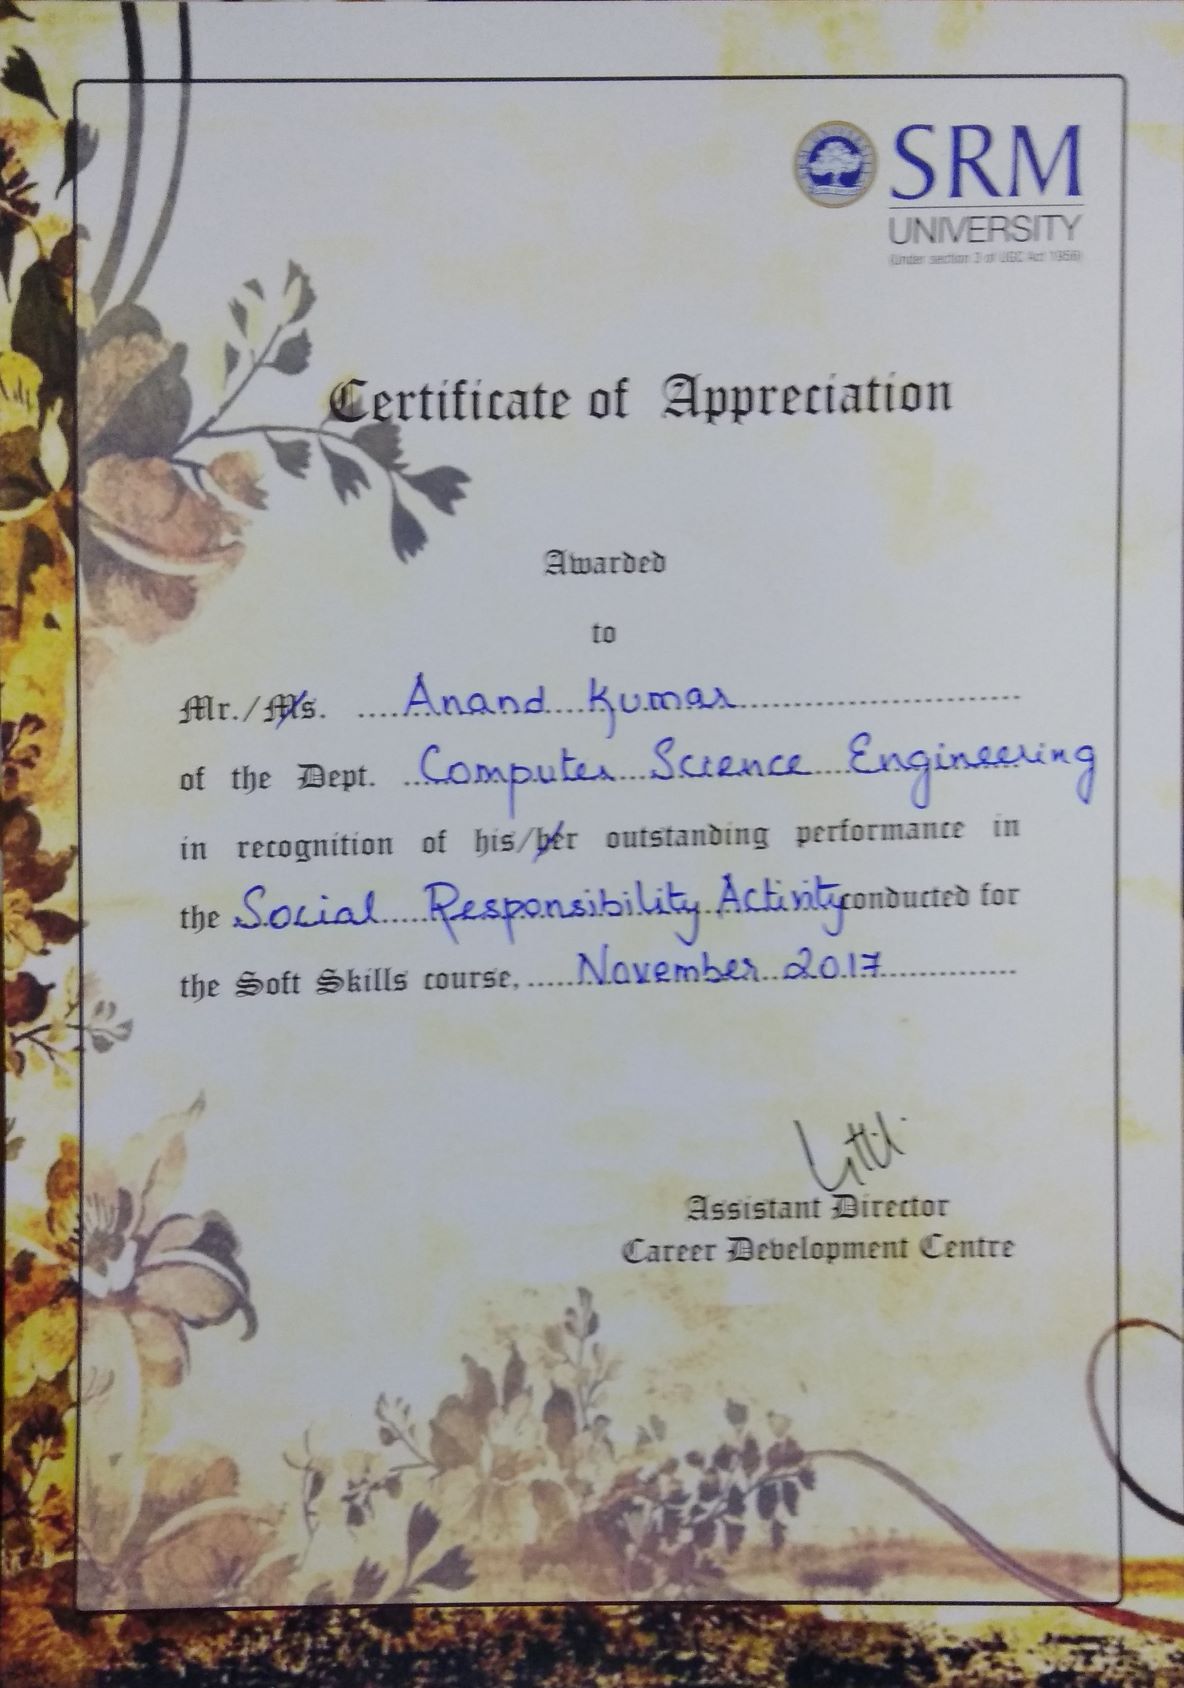 SRM
UNIVERSITY
(Under section 3 of UGC Act 1956)
Certificate of Appreciation
Awarded
to
Mr./Ms. ....Anand....Kumar..............................
of the Dept. ..Computer...Science....Engineering
in recognition of his/her outstanding performance in
the .Social.....Responsibility..Activity conducted for
the Soft Skills course, .....November...2017................
Assistant Director
Career Development Centre